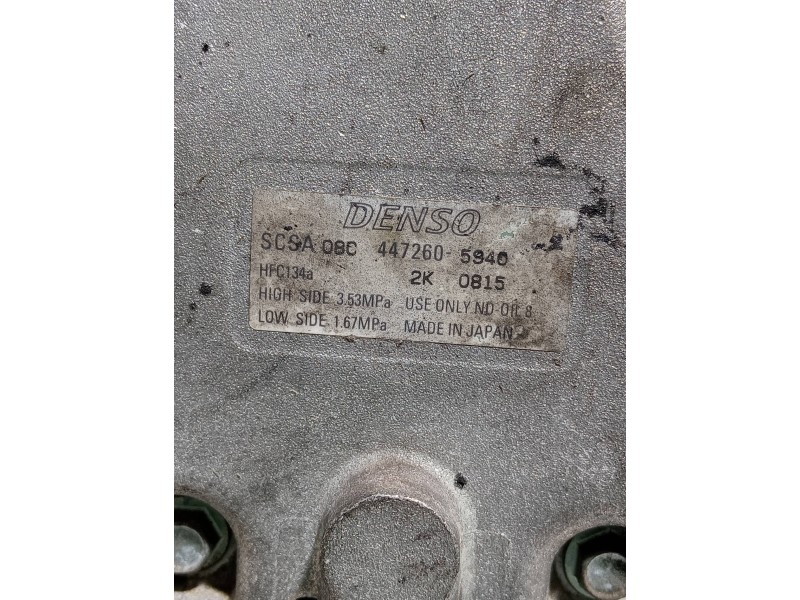 DENSO
SCSA 08C 447260-5940
HFC134a 2K 0815
HIGH SIDE 3.53MPa USE ONLY ND-OIL 8
LOW SIDE 1.67MPa MADE IN JAPAN